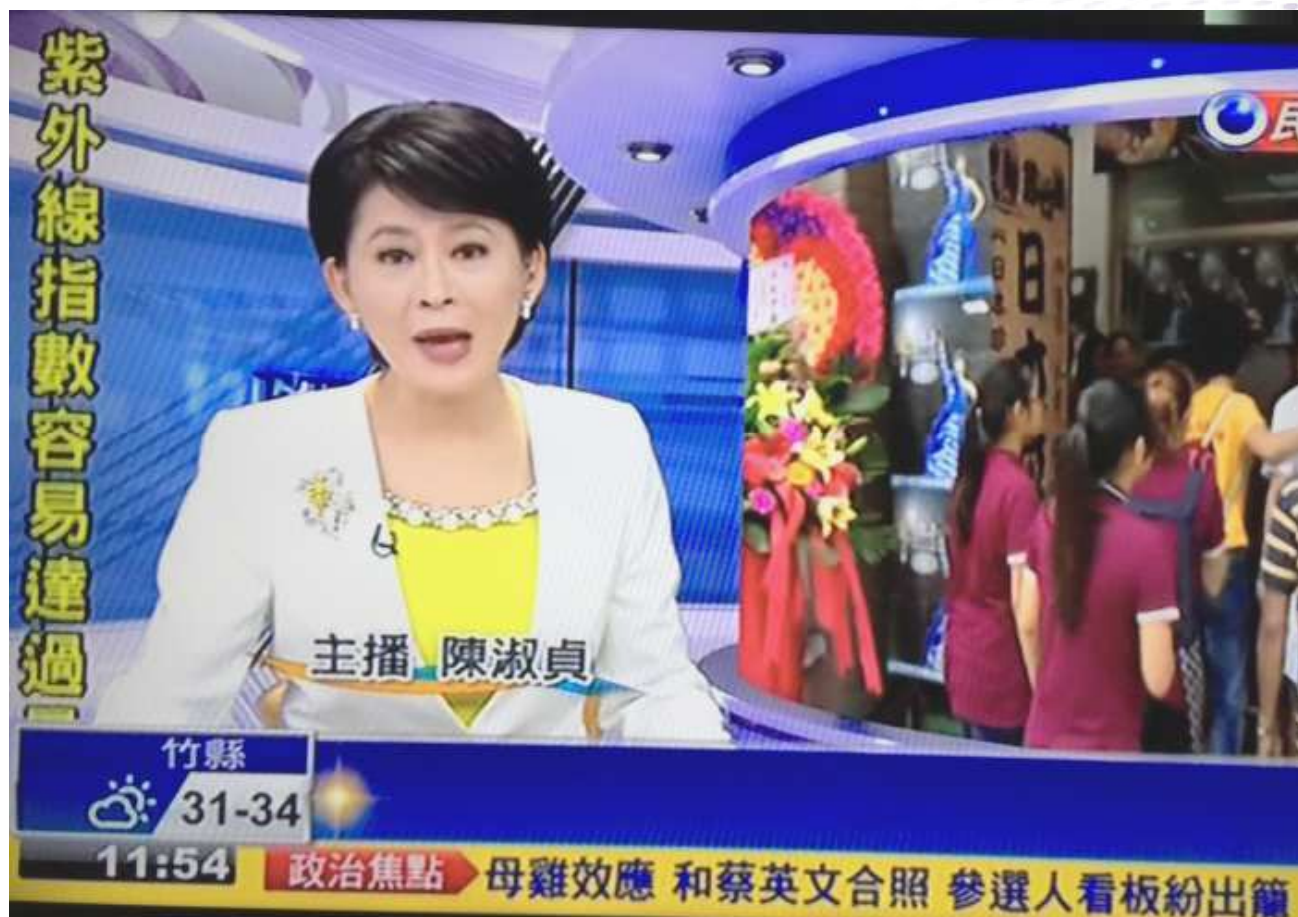 紫外線指數容易達過
民
主播 陳淑貞
竹縣
31-34
11:54
政治焦點
母雞效應 和蔡英文合照 參選人看板紛出籠